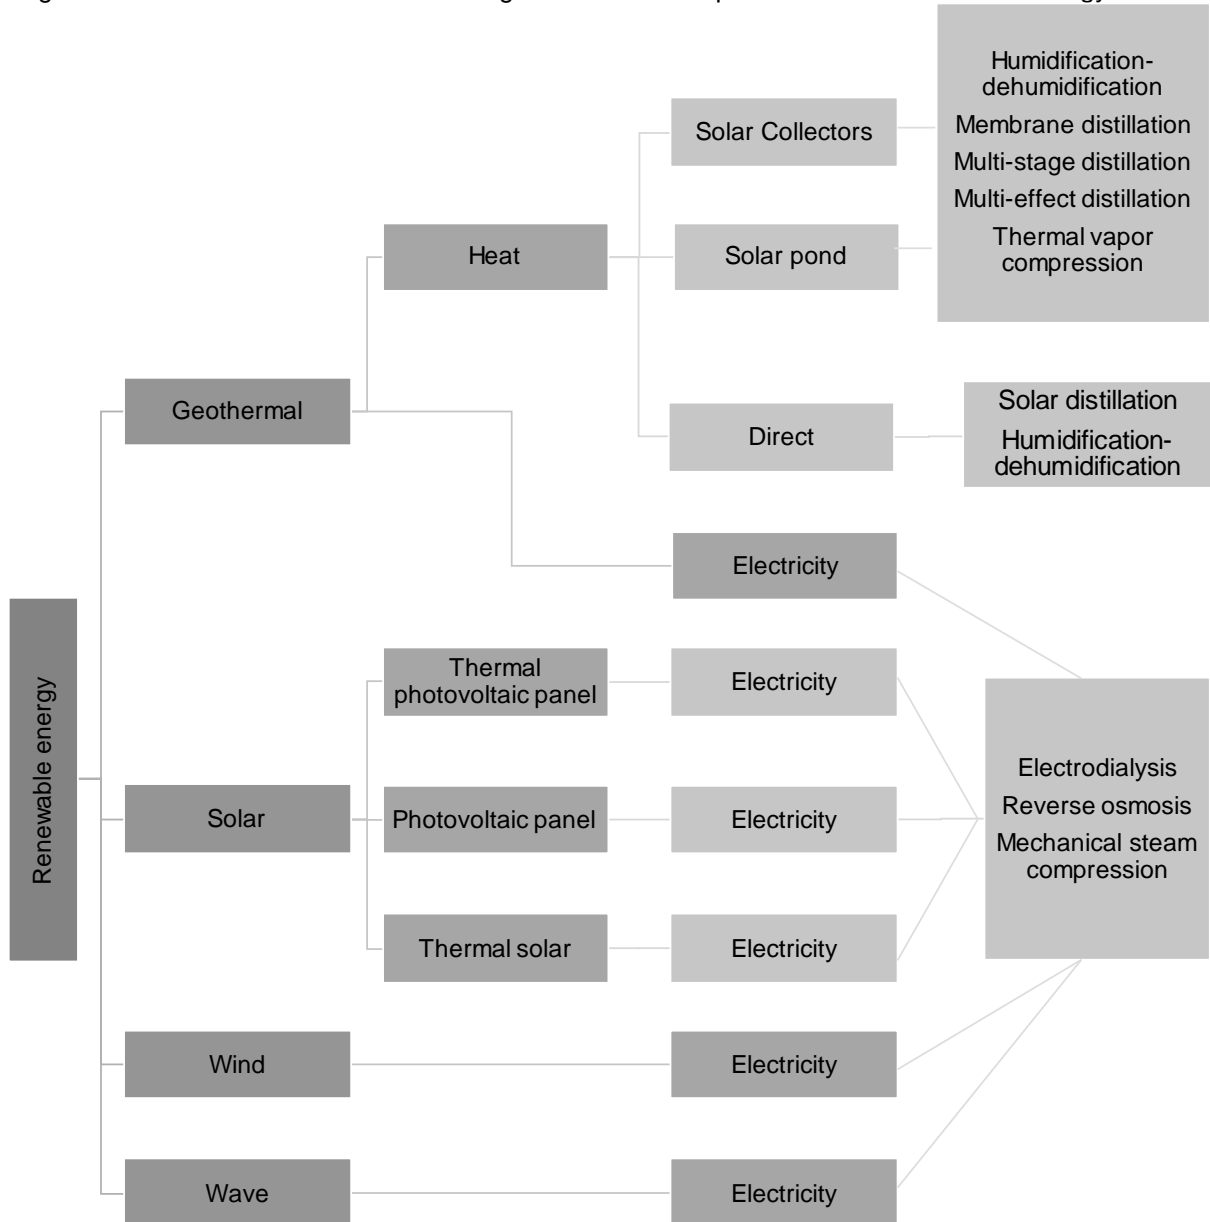 Humidification-
dehumidification
Membrane distillation
Multi-stage distillation
Multi-effect distillation
Thermal vapor
compression
Solar Collectors
Heat
Solar pond
Geothermal
Direct
Solar distillation
Humidification-
dehumidification
Electricity
Renewable energy
Thermal
photovoltaic panel
Electricity
Solar
Photovoltaic panel
Electricity
Electrodialysis
Reverse osmosis
Mechanical steam
compression
Thermal solar
Electricity
Wind
Electricity
Wave
Electricity